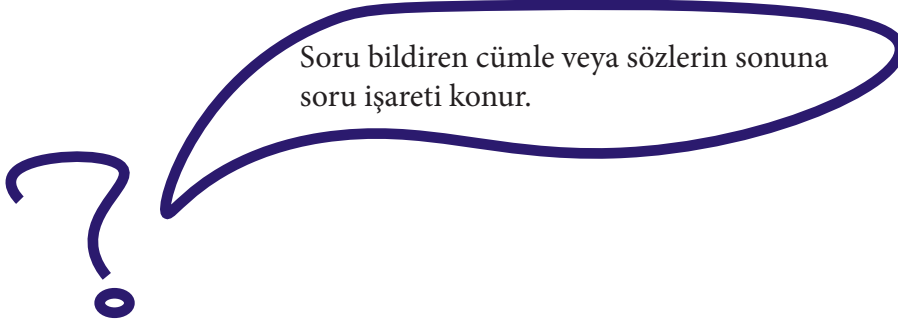 Soru bildiren cümle veya sözlerin sonuna
soru işareti konur.
?